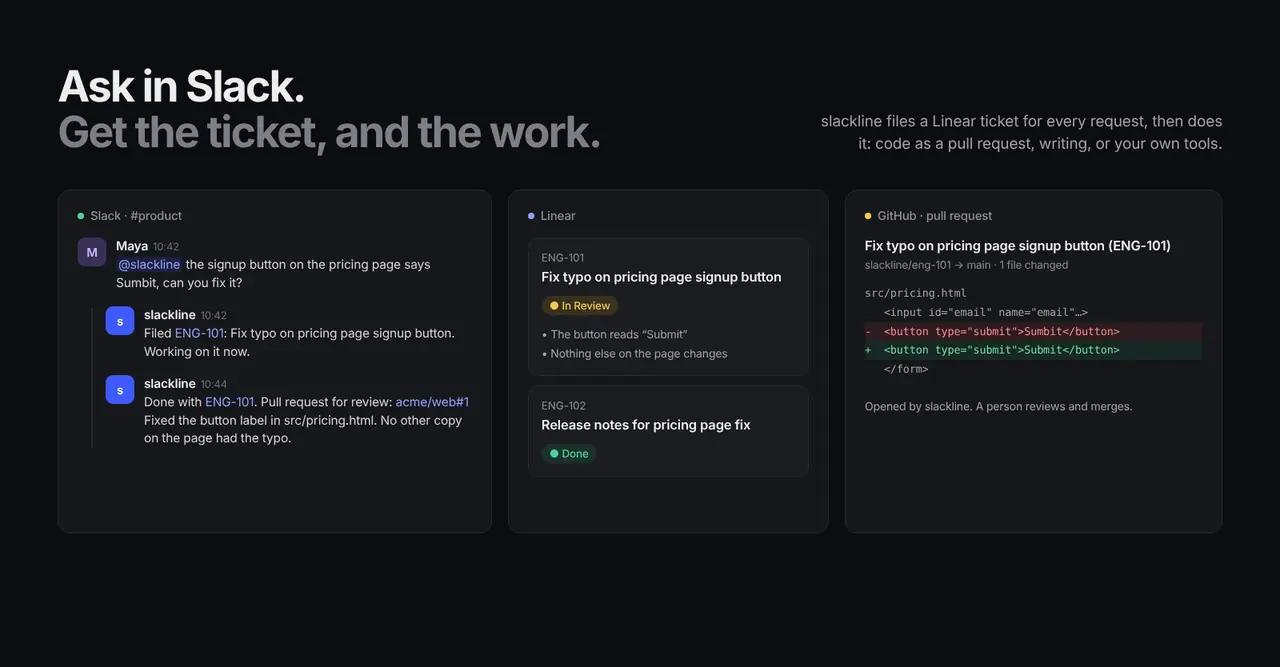 Ask in Slack.
Get the ticket, and the work.
slackline files a Linear ticket for every request, then does
it: code as a pull request, writing, or your own tools.
Slack · #product
M
Maya 10:42
@slackline the signup button on the pricing page says
Sumbit, can you fix it?
s
slackline 10:42
Filed ENG-101: Fix typo on pricing page signup button.
Working on it now.
s
slackline 10:44
Done with ENG-101. Pull request for review: acme/web#1
Fixed the button label in src/pricing.html. No other copy
on the page had the typo.
Linear
ENG-101
Fix typo on pricing page signup button
In Review
• The button reads “Submit”
• Nothing else on the page changes
ENG-102
Release notes for pricing page fix
Done
GitHub · pull request
Fix typo on pricing page signup button (ENG-101)
slackline/eng-101 → main · 1 file changed
src/pricing.html
<input id="email" name="email"…>
- <button type="submit">Sumbit</button>
+ <button type="submit">Submit</button>
</form>
Opened by slackline. A person reviews and merges.